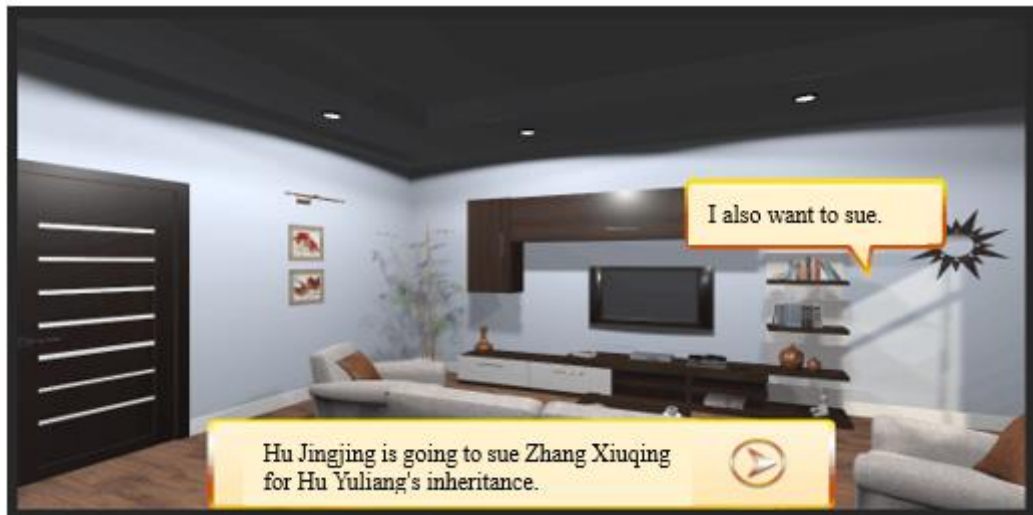 I also want to sue.
Hu Jingjing is going to sue Zhang Xiuqing
for Hu Yuliang's inheritance.